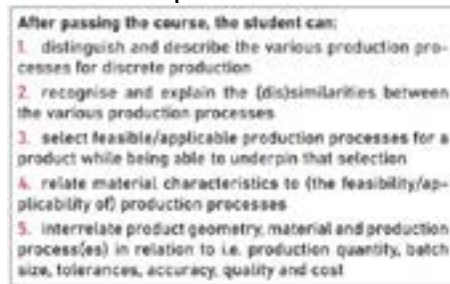 After passing the course, the student can:
1. distinguish and describe the various production pro-
cesses for discrete production
2. recognise and explain the (dis)similarities between
the various production processes
3. select feasible/applicable production processes for a
product while being able to underpin that selection
4. relate material characteristics to (the feasibility/ap-
plicability of) production processes
5. interrelate product geometry, material and production
process(es) in relation to i.e. production quantity, batch
size, tolerances, accuracy, quality and cost